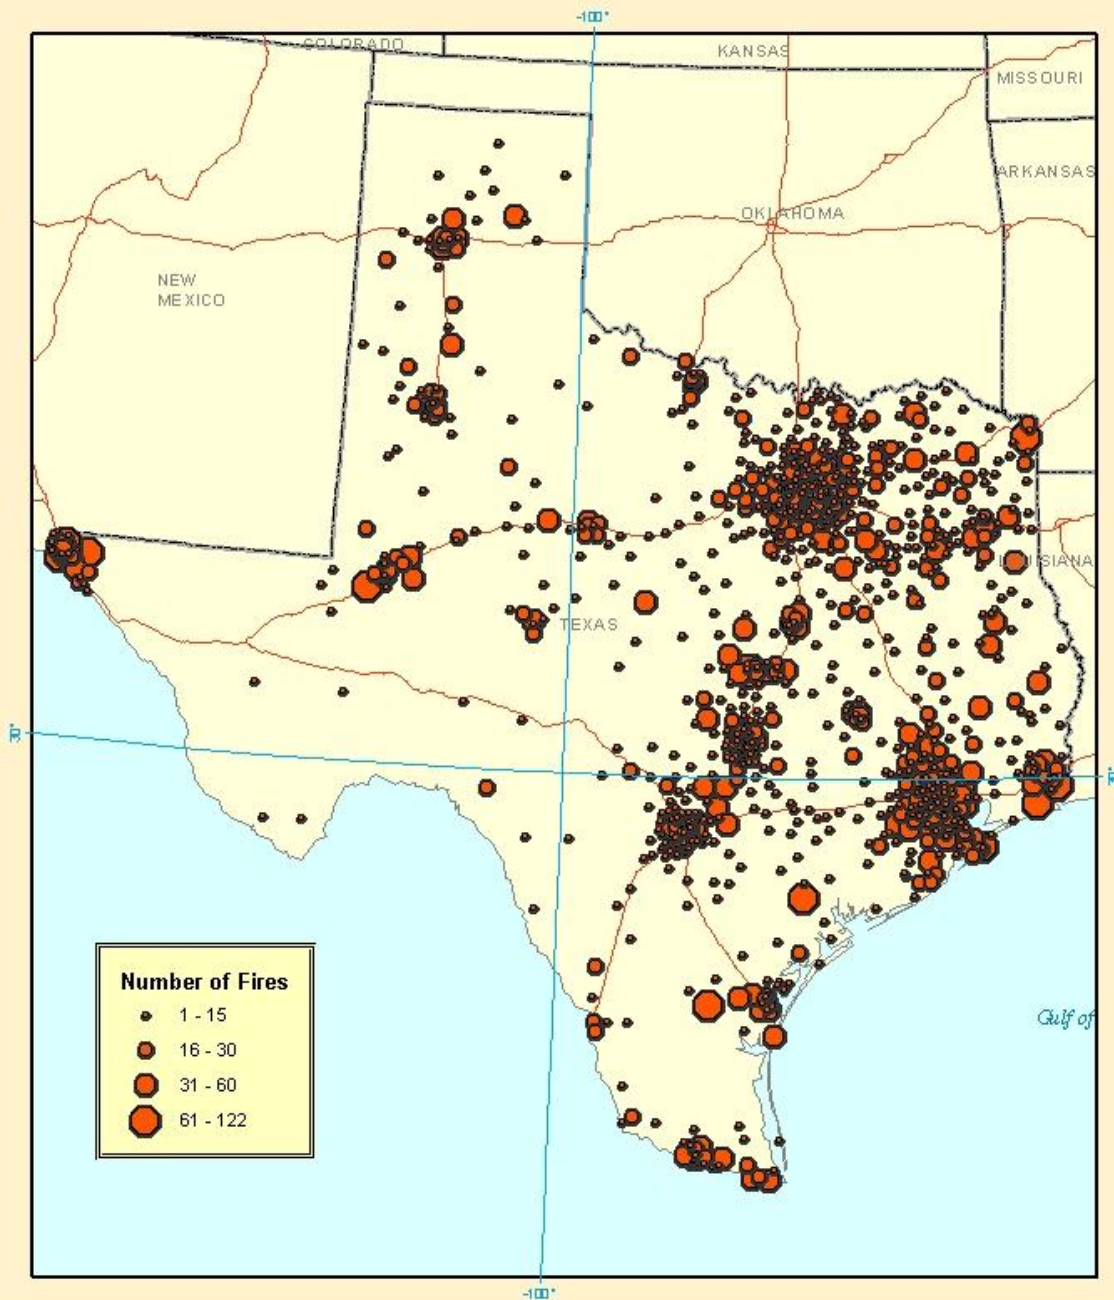 -100°
COLORADO
KANSAS
MISSOURI
ARKANSAS
OKLAHOMA
NEW
MEXICO
LOUISIANA
TEXAS
30°
Number of Fires
1 - 15
16 - 30
31 - 60
61 - 122
Gulf of
-100°